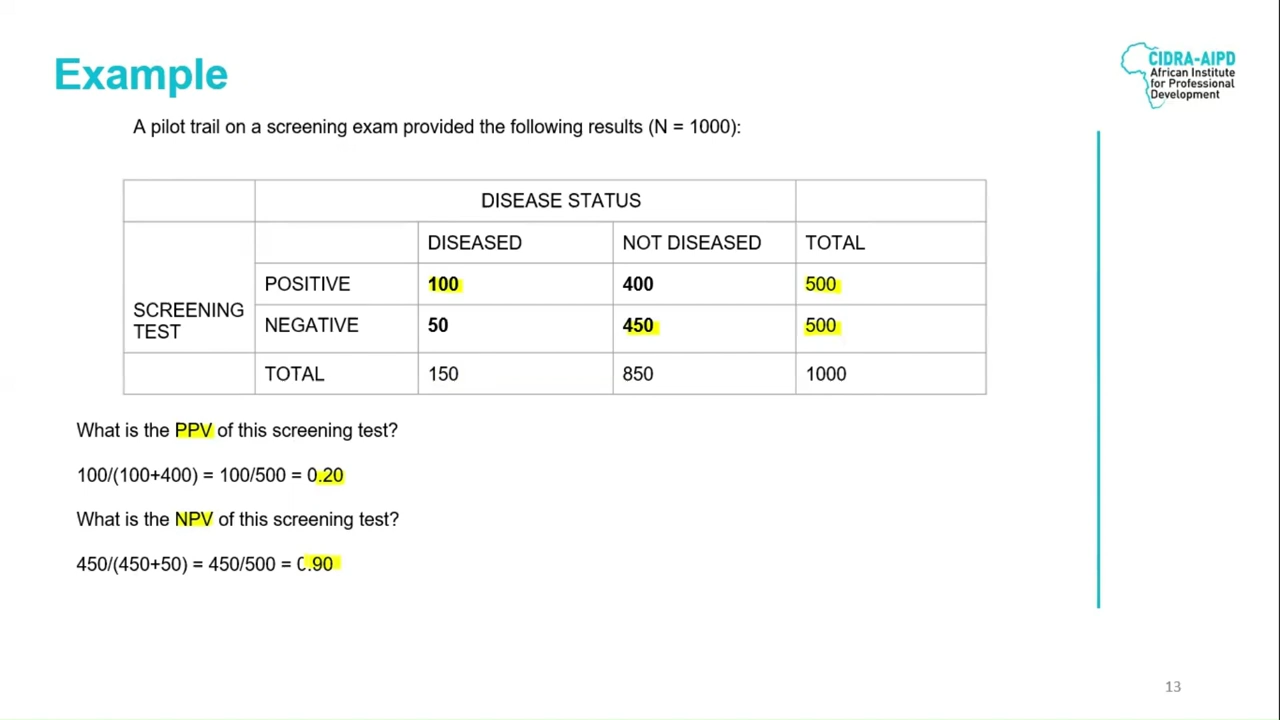 Example
CIDRA-AIPD
African Institute
for Professional
Development
A pilot trail on a screening exam provided the following results (N = 1000):
DISEASE STATUS
DISEASED NOT DISEASED TOTAL
POSITIVE 100 400 500
SCREENING
TEST
NEGATIVE 50 450 500
TOTAL 150 850 1000
What is the PPV of this screening test?
100/(100+400) = 100/500 = 0.20
What is the NPV of this screening test?
450/(450+50) = 450/500 = 0.90
13